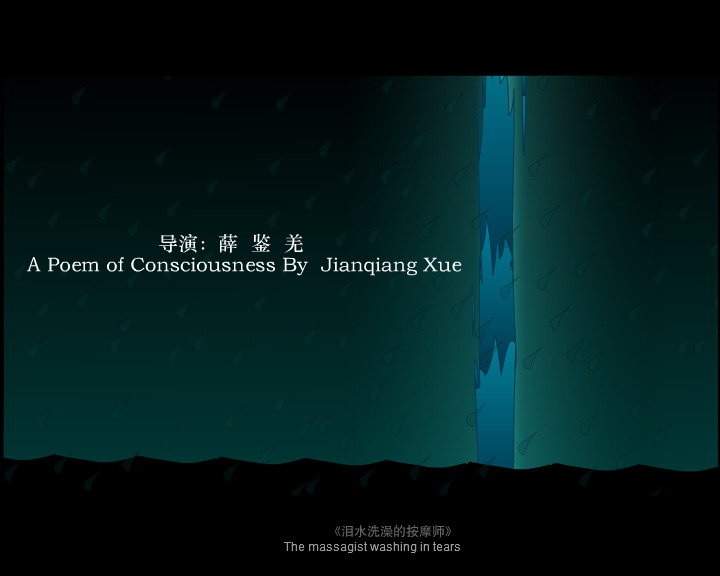 导演: 薛 鉴 羌
A Poem of Consciousness By Jianqiang Xue
《泪水洗澡的按摩师》
The massagist washing in tears